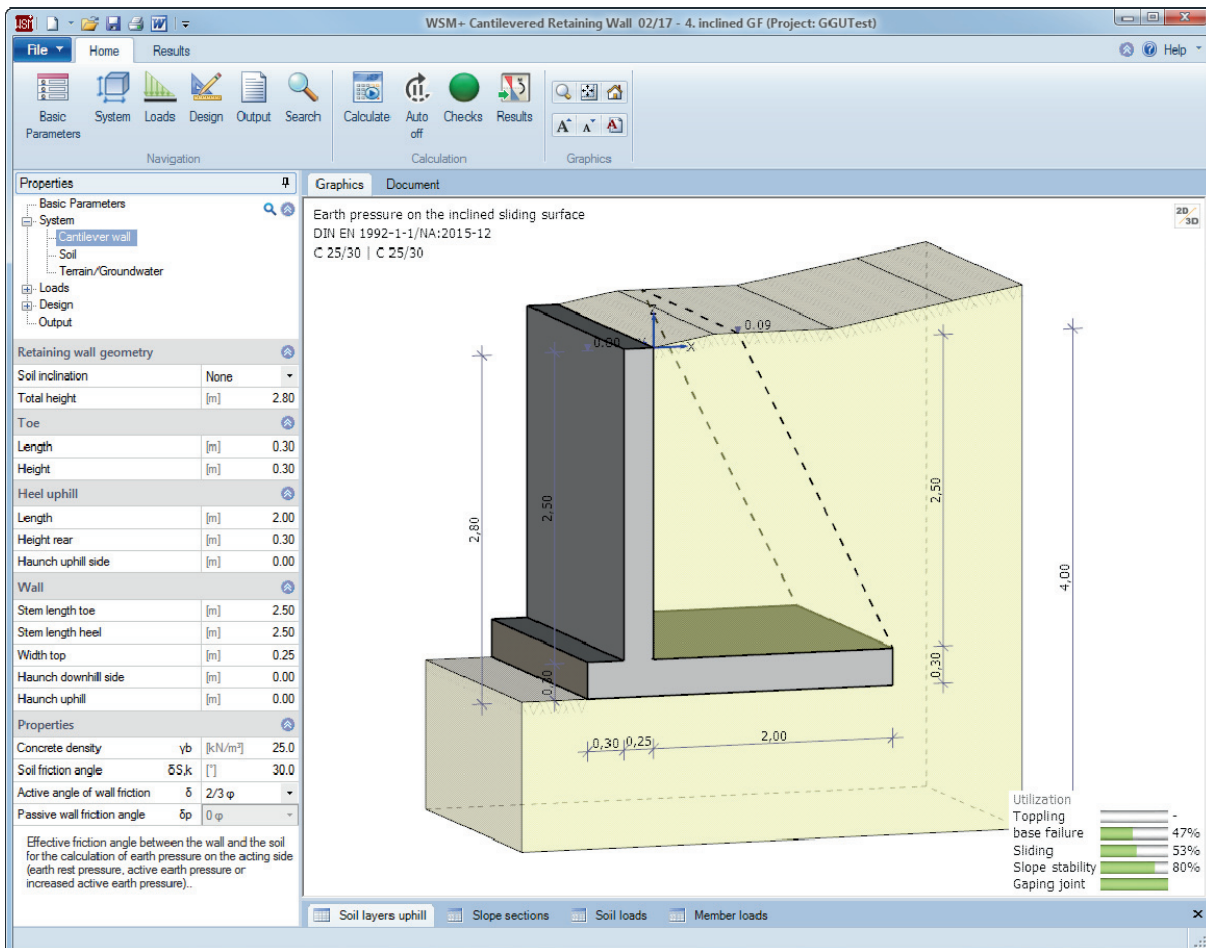 WSM+ Cantilevered Retaining Wall 02/17 - 4. inclined GF (Project: GGUTest)
File Home Results Help
Basic Parameters System Loads Design Output Search
Navigation
Calculate Auto off Checks Results
Calculation
Graphics
Properties
Basic Parameters
System
Cantilever wall
Soil
Terrain/Groundwater
Loads
Design
Output
Retaining wall geometry
Soil inclination None
Total height [m] 2.80
Toe
Length [m] 0.30
Height [m] 0.30
Heel uphill
Length [m] 2.00
Height rear [m] 0.30
Haunch uphill side [m] 0.00
Wall
Stem length toe [m] 2.50
Stem length heel [m] 2.50
Width top [m] 0.25
Haunch downhill side [m] 0.00
Haunch uphill [m] 0.00
Properties
Concrete density γb [kN/m³] 25.0
Soil friction angle δS,k [°] 30.0
Active angle of wall friction δ 2/3 φ
Passive wall friction angle δp 0 φ
Effective friction angle between the wall and the soil
for the calculation of earth pressure on the acting side
(earth rest pressure, active earth pressure or
increased active earth pressure)..
Graphics Document
Earth pressure on the inclined sliding surface
DIN EN 1992-1-1/NA:2015-12
C 25/30 | C 25/30
2D/3D
Z
X
0.00
0.09
2,80
2,50
0,30
2,50
0,30
4,00
0,30 0,25 2,00
Utilization
Toppling -
base failure 47%
Sliding 53%
Slope stability 80%
Gaping joint
Soil layers uphill Slope sections Soil loads Member loads